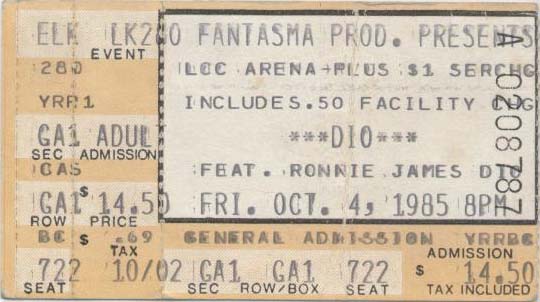 ELK LK280 FANTASMA PROD. PRESENTS
EVENT
280 LCC ARENA-PLUS $1 SERCHG
YRR1 INCLUDES.50 FACILITY CHG
GA1 ADUL ***DIO***
SEC ADMISSION FEAT. RONNIE JAMES DIO
CAS
GA1 $ 14.50 FRI. OCT. 4, 1985 8PM
ROW PRICE
BC $ .69 GENERAL ADMISSION YRRBC
TAX ADMISSION
722 10/02 GA1 GA1 722 $ 14.50
SEAT SEC ROW/BOX SEAT TAX INCLUDED
A 0208787